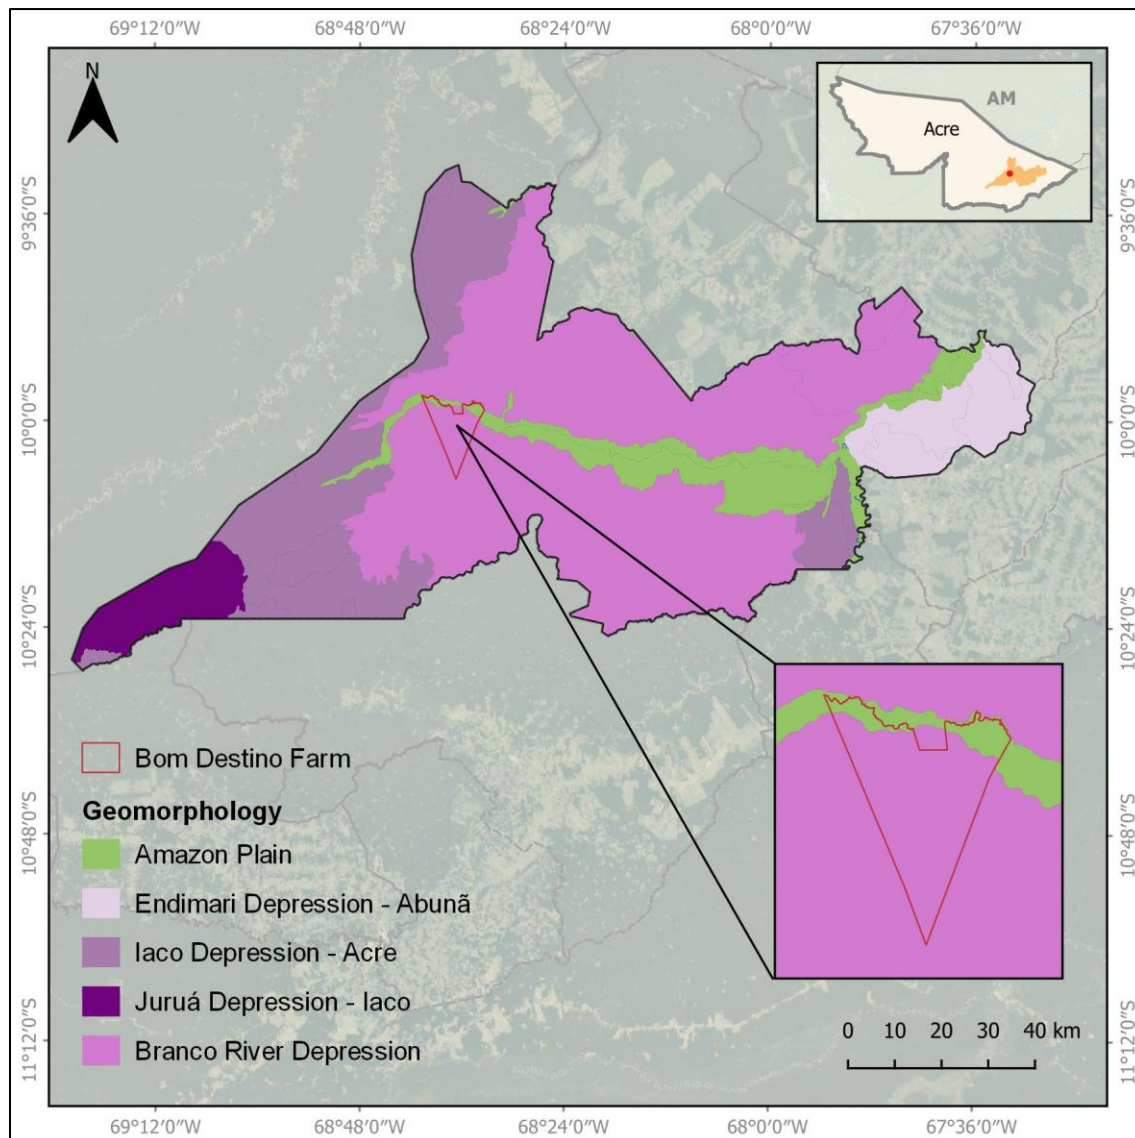 69°12'0"W 68°48'0"W 68°24'0"W 68°0'0"W 67°36'0"W
N
AM
Acre
9°36'0"S 9°36'0"S
10°0'0"S 10°0'0"S
10°24'0"S 10°24'0"S
10°48'0"S 10°48'0"S
11°12'0"S 11°12'0"S
Bom Destino Farm
Geomorphology
Amazon Plain
Endimari Depression - Abunã
Iaco Depression - Acre
Juruá Depression - Iaco
Branco River Depression
0 10 20 30 40 km
69°12'0"W 68°48'0"W 68°24'0"W 68°0'0"W 67°36'0"W